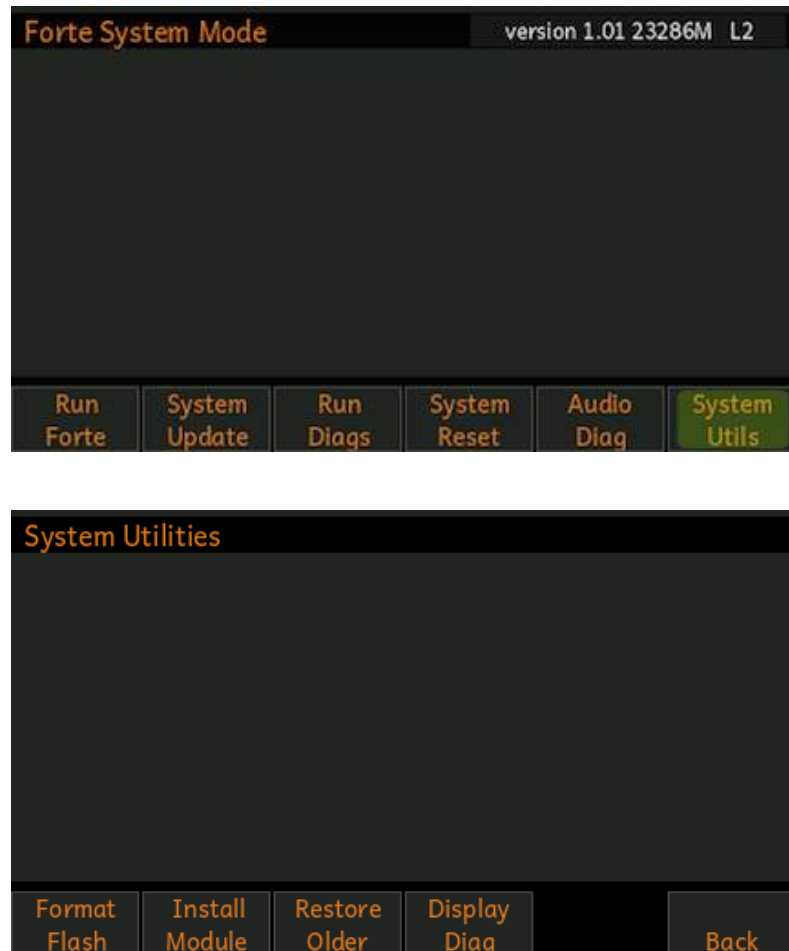 Forte System Mode version 1.01 23286M L2
Run System Run System Audio System
Forte Update Diags Reset Diag Utils
System Utilities
Format Install Restore Display
Flash Module Older Diag Back